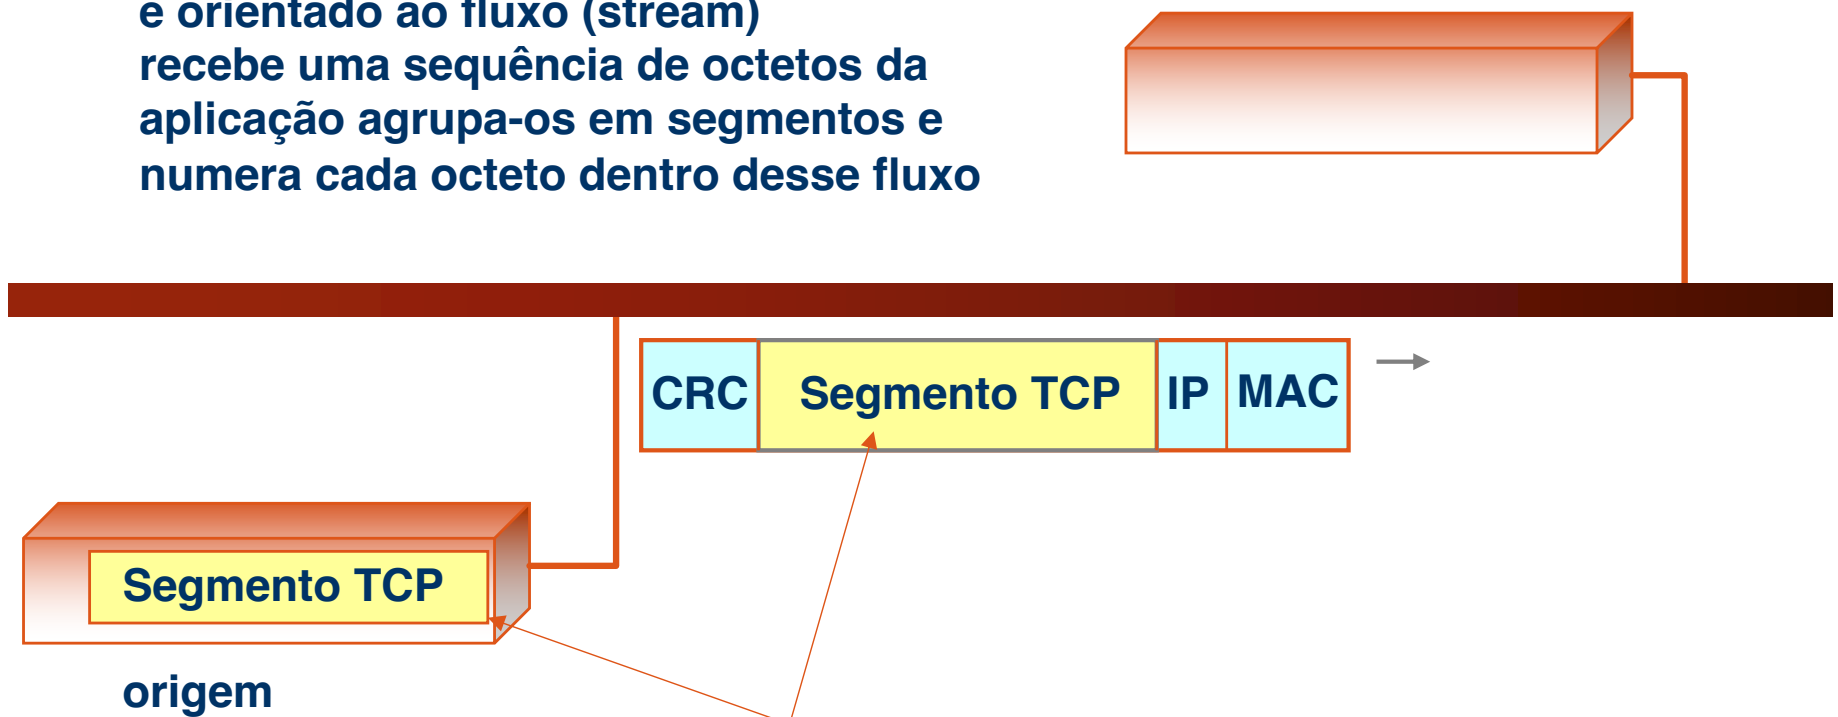 e orientado ao fluxo (stream)
recebe uma sequência de octetos da
aplicação agrupa-os em segmentos e
numera cada octeto dentro desse fluxo
CRC Segmento TCP IP MAC
Segmento TCP
origem